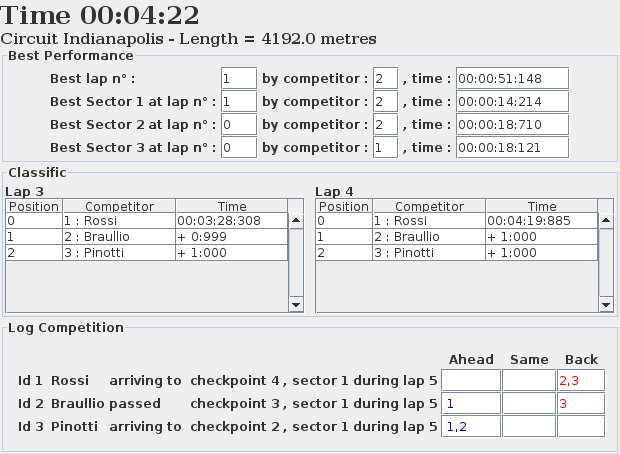 Time 00:04:22
Circuit Indianapolis - Length = 4192.0 metres
Best Performance
Best lap n° : 1 by competitor : 2 , time : 00:00:51:148
Best Sector 1 at lap n° : 1 by competitor : 2 , time : 00:00:14:214
Best Sector 2 at lap n° : 0 by competitor : 2 , time : 00:00:18:710
Best Sector 3 at lap n° : 0 by competitor : 1 , time : 00:00:18:121
Classific
Lap 3
Position Competitor Time
0 1 : Rossi 00:03:28:308
1 2 : Braullio + 0:999
2 3 : Pinotti + 1:000
Lap 4
Position Competitor Time
0 1 : Rossi 00:04:19:885
1 2 : Braullio + 1:000
2 3 : Pinotti + 1:000
Log Competition
Ahead Same Back
Id 1 Rossi arriving to checkpoint 4 , sector 1 during lap 5 2,3
Id 2 Braullio passed checkpoint 3 , sector 1 during lap 5 1 3
Id 3 Pinotti arriving to checkpoint 2 , sector 1 during lap 5 1,2